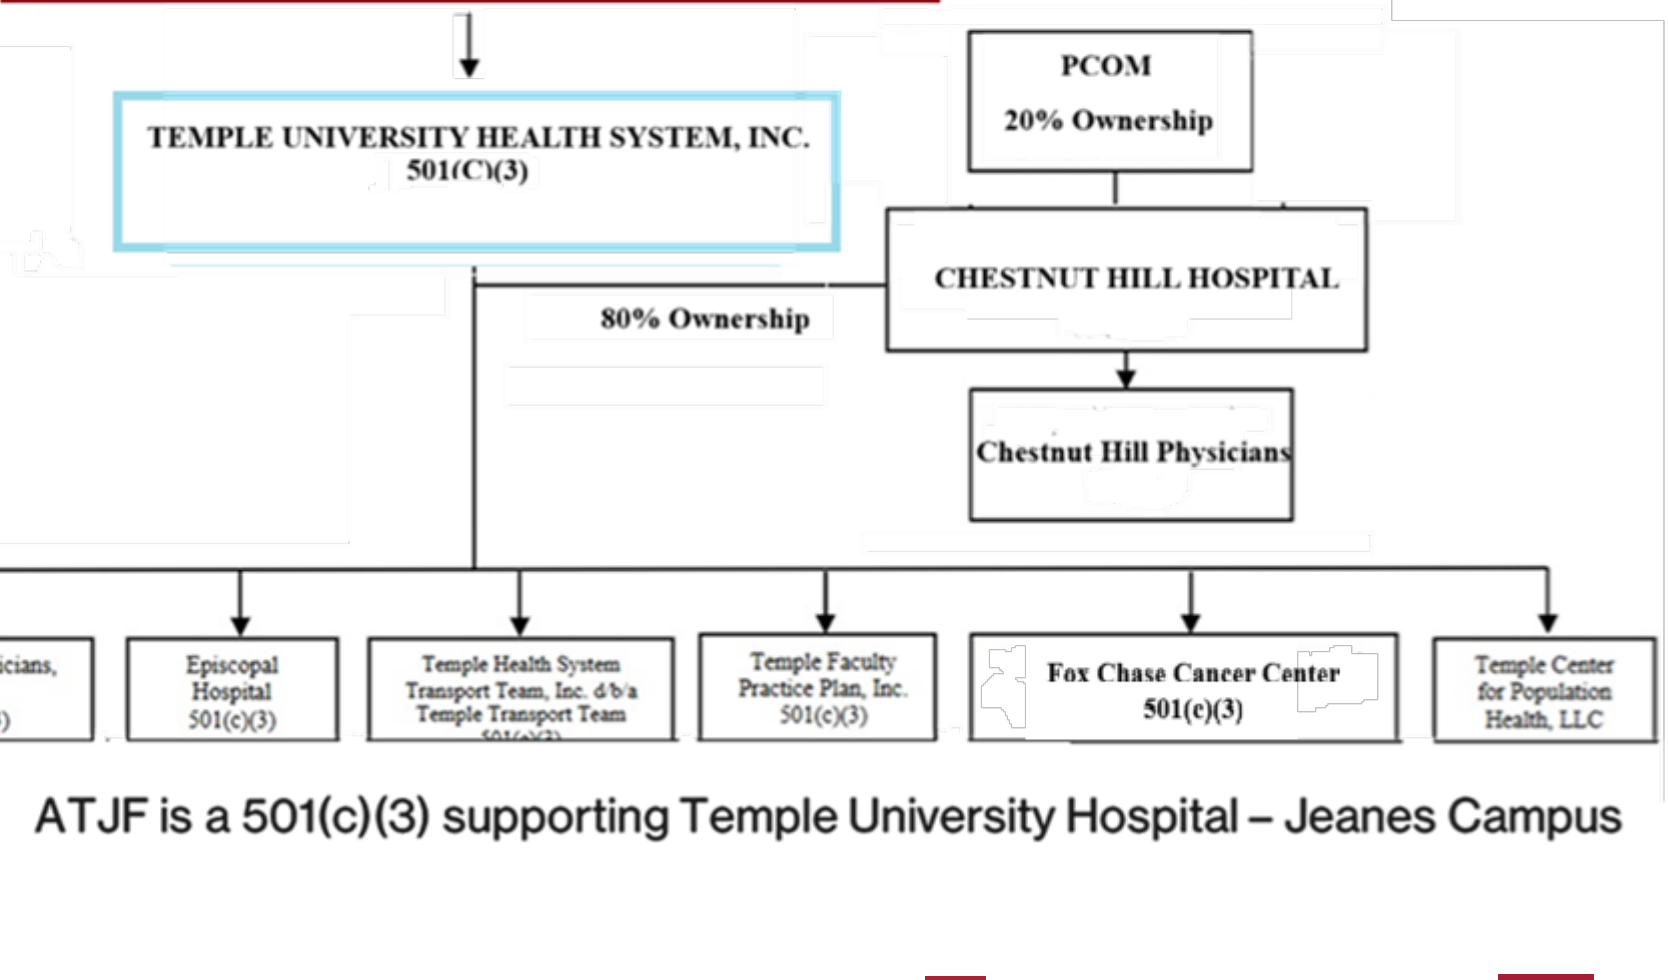 PCOM
20% Ownership
TEMPLE UNIVERSITY HEALTH SYSTEM, INC.
501(C)(3)
CHESTNUT HILL HOSPITAL
80% Ownership
Chestnut Hill Physicians
icians,
)
Episcopal
Hospital
501(c)(3)
Temple Health System
Transport Team, Inc. d/b/a
Temple Transport Team
501(c)(3)
Temple Faculty
Practice Plan, Inc.
501(c)(3)
Fox Chase Cancer Center
501(c)(3)
Temple Center
for Population
Health, LLC
ATJF is a 501(c)(3) supporting Temple University Hospital – Jeanes Campus